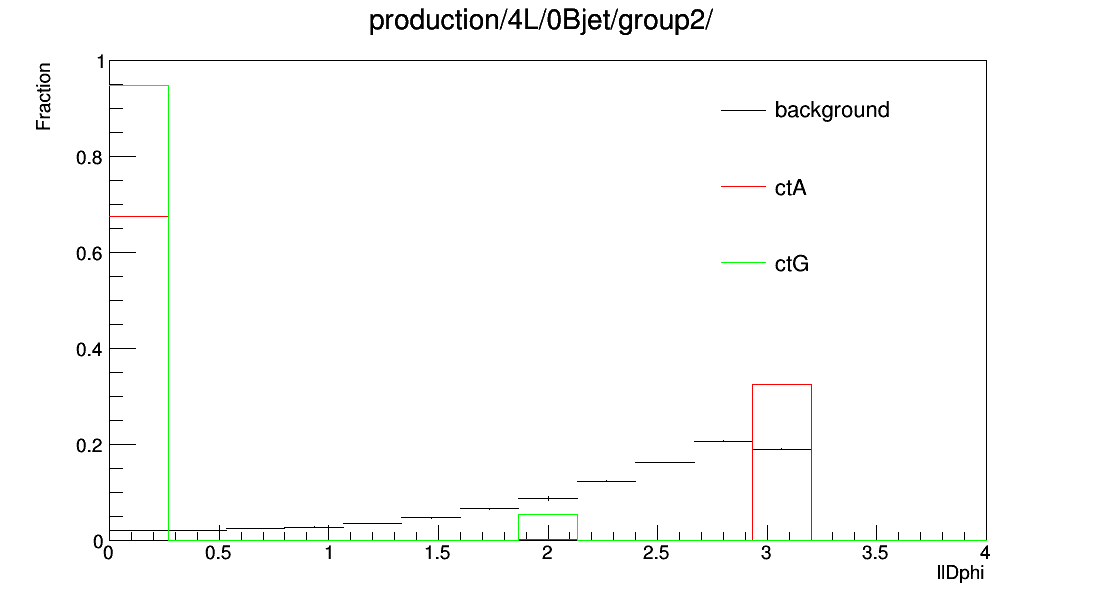 production/4L/0Bjet/group2/
Fraction
1
0.8
0.6
0.4
0.2
0
background
ctA
ctG
0 0.5 1 1.5 2 2.5 3 3.5 4
llDphi